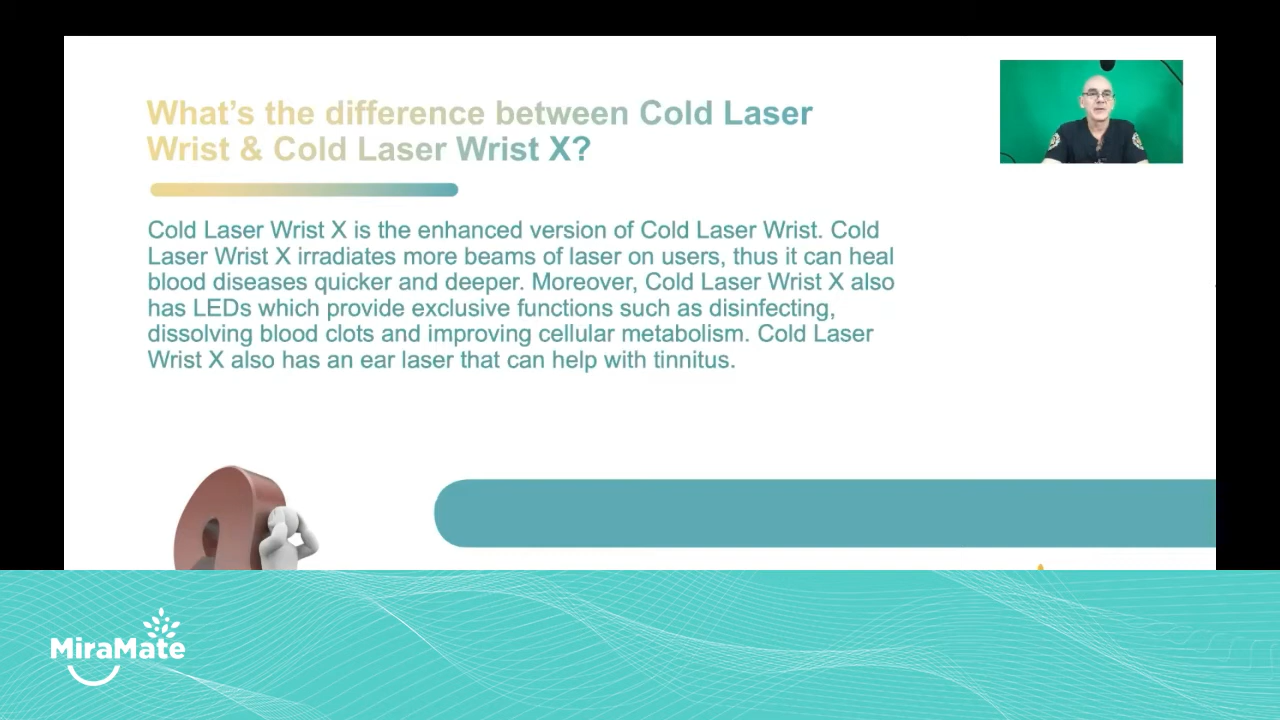 What's the difference between Cold Laser
Wrist & Cold Laser Wrist X?
Cold Laser Wrist X is the enhanced version of Cold Laser Wrist. Cold
Laser Wrist X irradiates more beams of laser on users, thus it can heal
blood diseases quicker and deeper. Moreover, Cold Laser Wrist X also
has LEDs which provide exclusive functions such as disinfecting,
dissolving blood clots and improving cellular metabolism. Cold Laser
Wrist X also has an ear laser that can help with tinnitus.
MiraMate